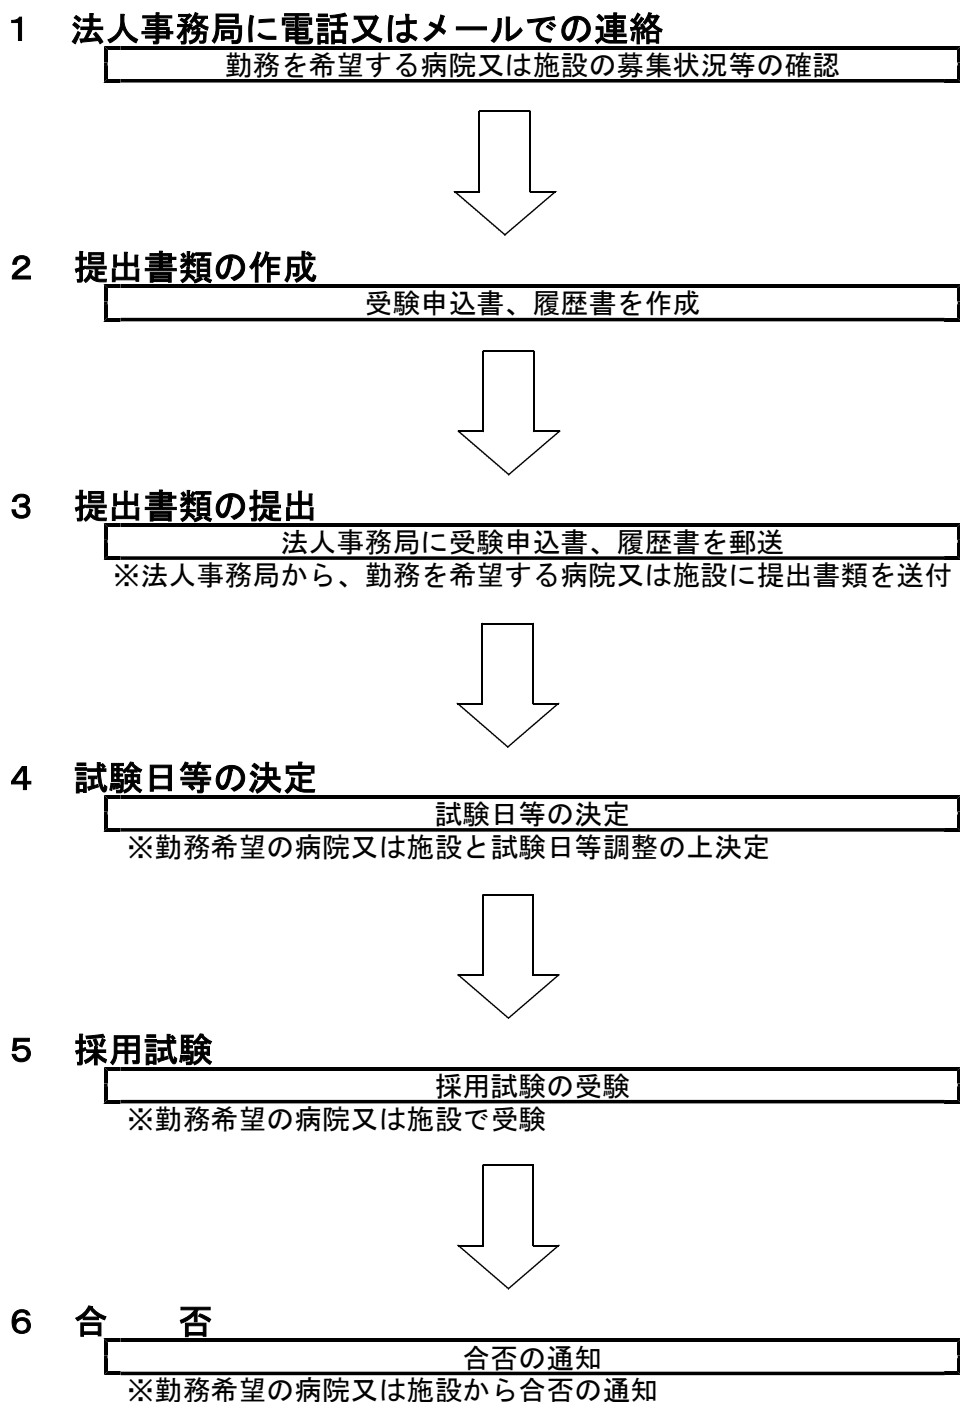 １　法人事務局に電話又はメールでの連絡
勤務を希望する病院又は施設の募集状況等の確認
２　提出書類の作成
受験申込書、履歴書を作成
３　提出書類の提出
法人事務局に受験申込書、履歴書を郵送
※法人事務局から、勤務を希望する病院又は施設に提出書類を送付
４　試験日等の決定
試験日等の決定
※勤務希望の病院又は施設と試験日等調整の上決定
５　採用試験
採用試験の受験
※勤務希望の病院又は施設で受験
６　合　　否
合否の通知
※勤務希望の病院又は施設から合否の通知